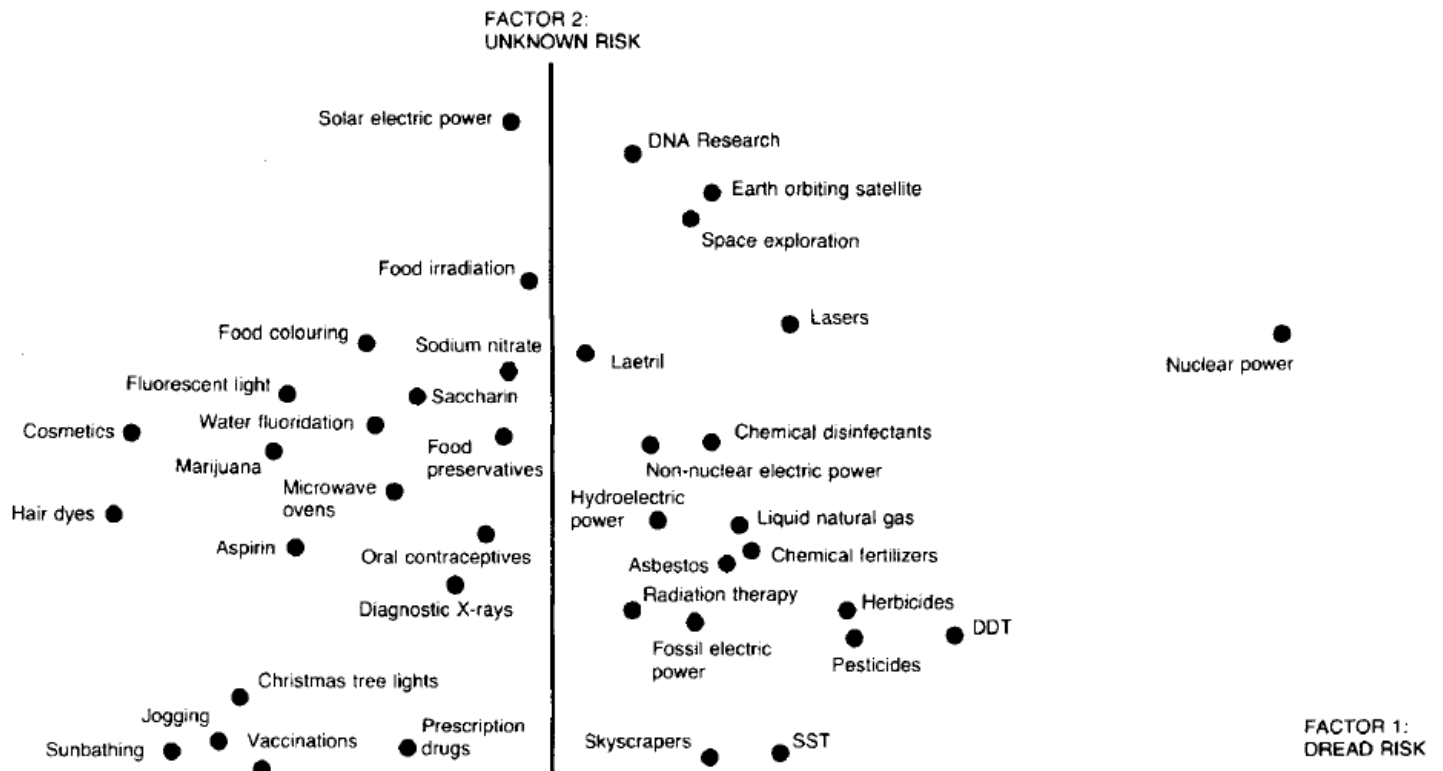 FACTOR 2:
UNKNOWN RISK
Solar electric power
DNA Research
Earth orbiting satellite
Space exploration
Food irradiation
Lasers
Food colouring
Sodium nitrate
Laetril
Nuclear power
Fluorescent light
Saccharin
Cosmetics
Water fluoridation
Chemical disinfectants
Food
preservatives
Marijuana
Non-nuclear electric power
Microwave
ovens
Hydroelectric
power
Hair dyes
Liquid natural gas
Aspirin
Oral contraceptives
Chemical fertilizers
Asbestos
Diagnostic X-rays
Radiation therapy
Herbicides
DDT
Fossil electric
power
Pesticides
Christmas tree lights
Jogging
Prescription
drugs
Sunbathing
Vaccinations
Skyscrapers
SST
FACTOR 1:
DREAD RISK